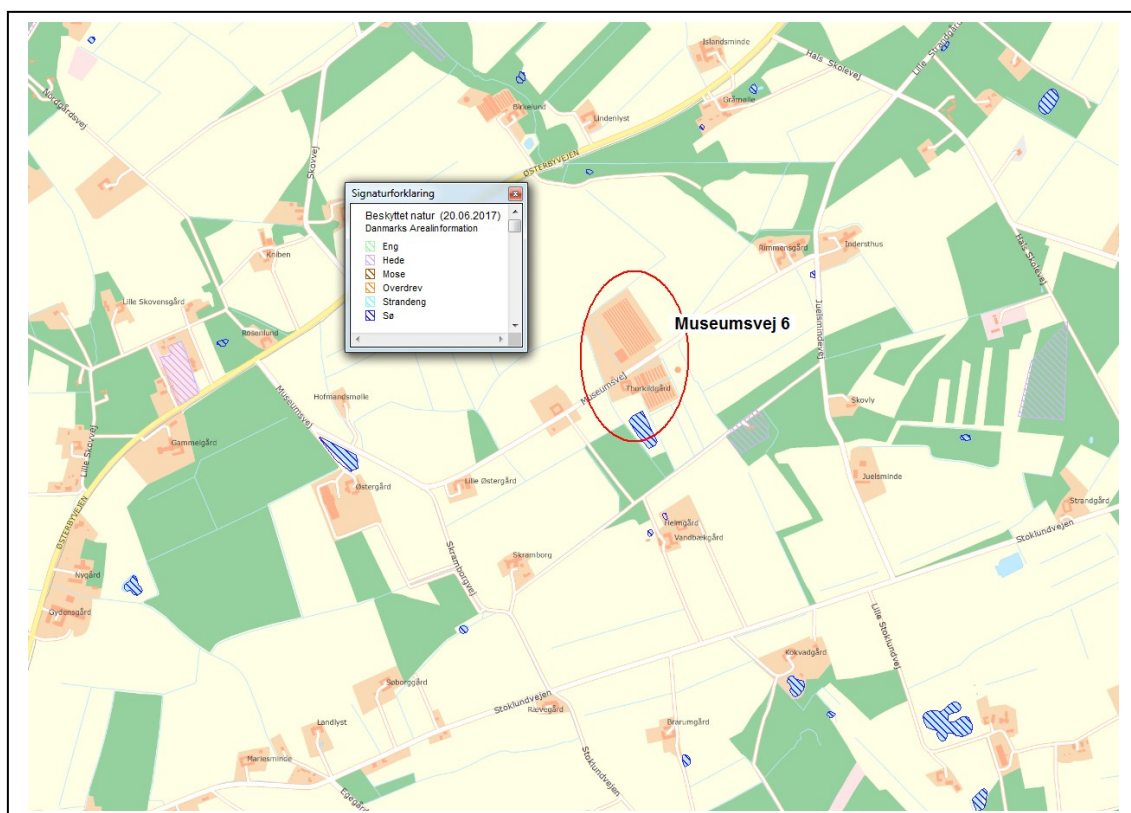 Islandsminde
Hals Skolevej
Lille Strandgård
Nordgårdsvej
Birkelund
Gråmølle
Lindenlyst
Skovvej
ØSTERBYVEJEN
Signaturforklaring
Beskyttet natur (20.06.2017)
Danmarks Arealinformation
Eng
Hede
Mose
Overdrev
Strandeng
Sø
Kniben
Rimmensgård
Indersthus
Hals Skolevej
Lille Skovensgård
Rosenlund
Museumsvej 6
Juelsmindevej
Museumsvej
Hofmandsmølle
Museumsvej
Thorkildgård
Skovly
Lille Skovvej
Gammelgård
Østergård
Lille Østergård
Juelsminde
Strandgård
ØSTERBYVEJEN
Helmgård
Vandbækgård
Stoklundvejen
Skramborg
Skramborgvej
Nygård
Gydensgård
Lille Stoklundvej
Kokvadgård
Søborggård
Stoklundvejen
Rævegård
Landlyst
Brarumgård
Stoklundvejen
Mariesminde
Egegård